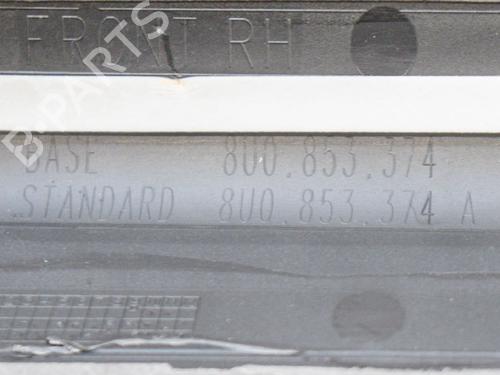 FRONT RH
BASE 8U0.853.374
STANDARD 8U0.853.374 A
B-PARTS